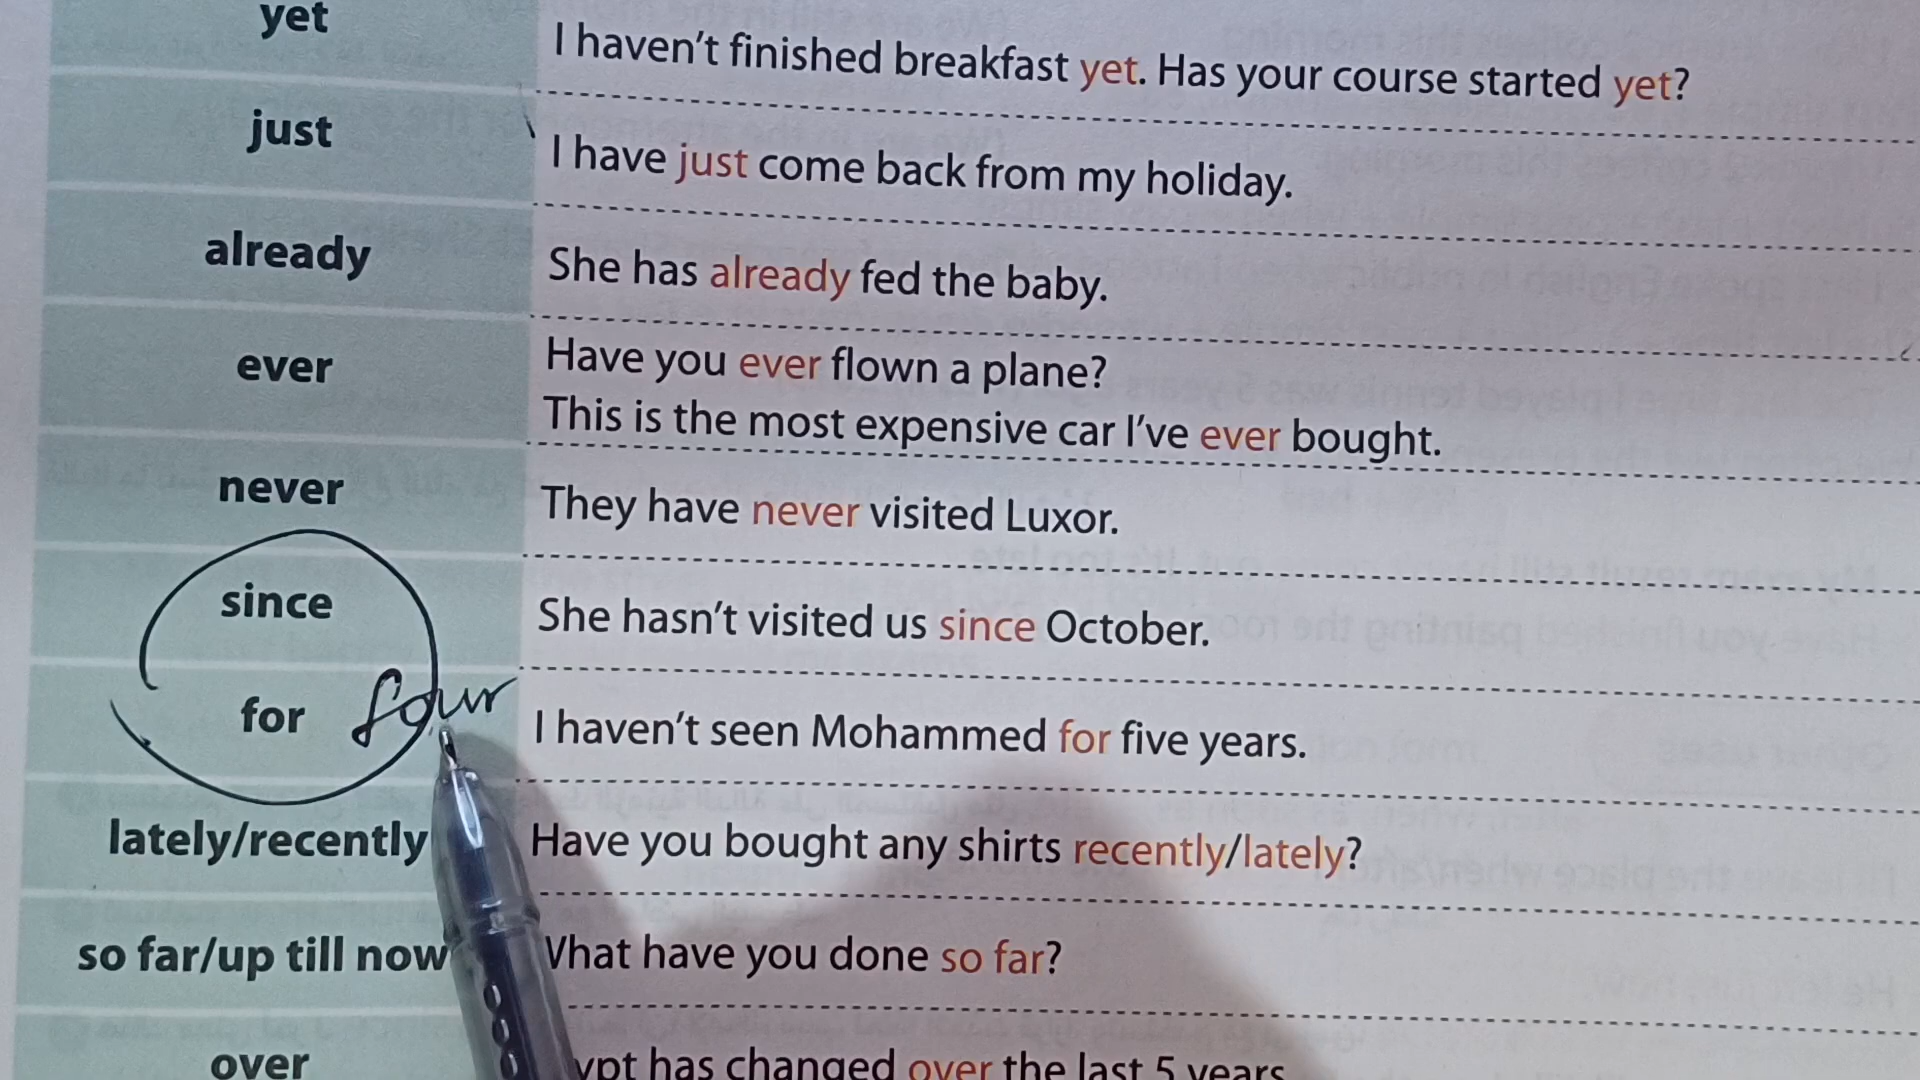 yet
I haven't finished breakfast yet. Has your course started yet?
just
I have just come back from my holiday.
already
She has already fed the baby.
ever
Have you ever flown a plane?
This is the most expensive car I've ever bought.
never
They have never visited Luxor.
since
She hasn't visited us since October.
for four
I haven't seen Mohammed for five years.
lately/recently
Have you bought any shirts recently/lately?
so far/up till now
What have you done so far?
over
ypt has changed over the last 5 years